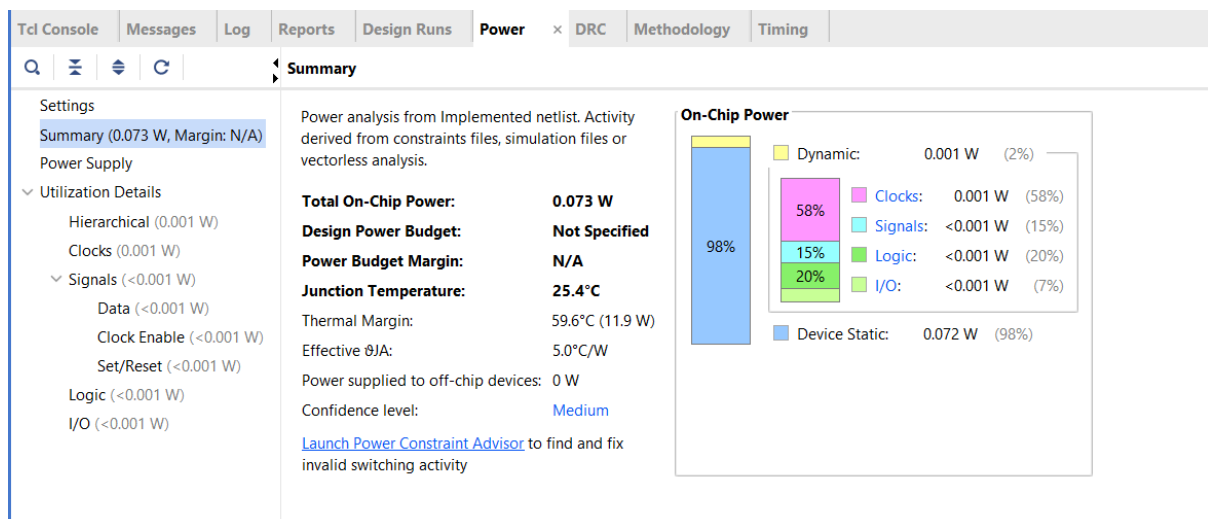 Tcl Console Messages Log Reports Design Runs Power × DRC Methodology Timing
Summary
Settings
Summary (0.073 W, Margin: N/A)
Power Supply
Utilization Details
Hierarchical (0.001 W)
Clocks (0.001 W)
Signals (<0.001 W)
Data (<0.001 W)
Clock Enable (<0.001 W)
Set/Reset (<0.001 W)
Logic (<0.001 W)
I/O (<0.001 W)
Power analysis from Implemented netlist. Activity
derived from constraints files, simulation files or
vectorless analysis.
Total On-Chip Power: 0.073 W
Design Power Budget: Not Specified
Power Budget Margin: N/A
Junction Temperature: 25.4°C
Thermal Margin: 59.6°C (11.9 W)
Effective ϑJA: 5.0°C/W
Power supplied to off-chip devices: 0 W
Confidence level: Medium
Launch Power Constraint Advisor to find and fix
invalid switching activity
On-Chip Power
98%
Dynamic: 0.001 W (2%)
58%
15%
20%
Clocks: 0.001 W (58%)
Signals: <0.001 W (15%)
Logic: <0.001 W (20%)
I/O: <0.001 W (7%)
Device Static: 0.072 W (98%)